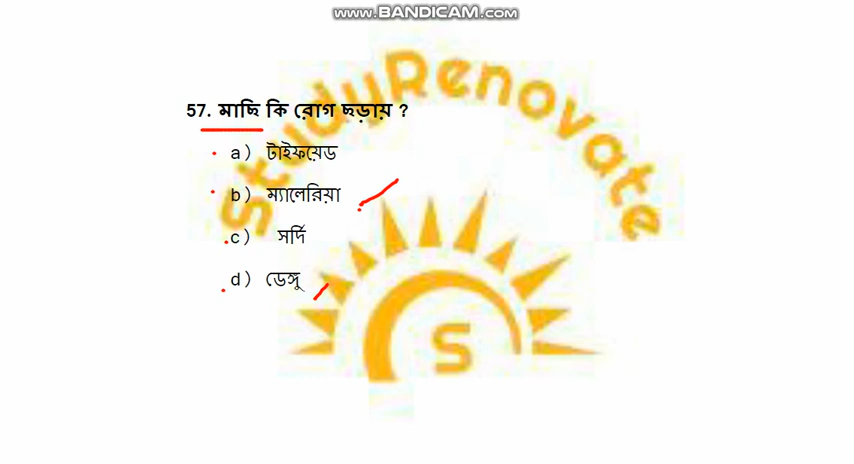 www.BANDICAM.com
StudyRenovate
57. মাছি কি রোগ ছড়ায় ?
a) টাইফয়েড
b) ম্যালেরিয়া
c) সর্দি
d) ডেঙ্গু
S